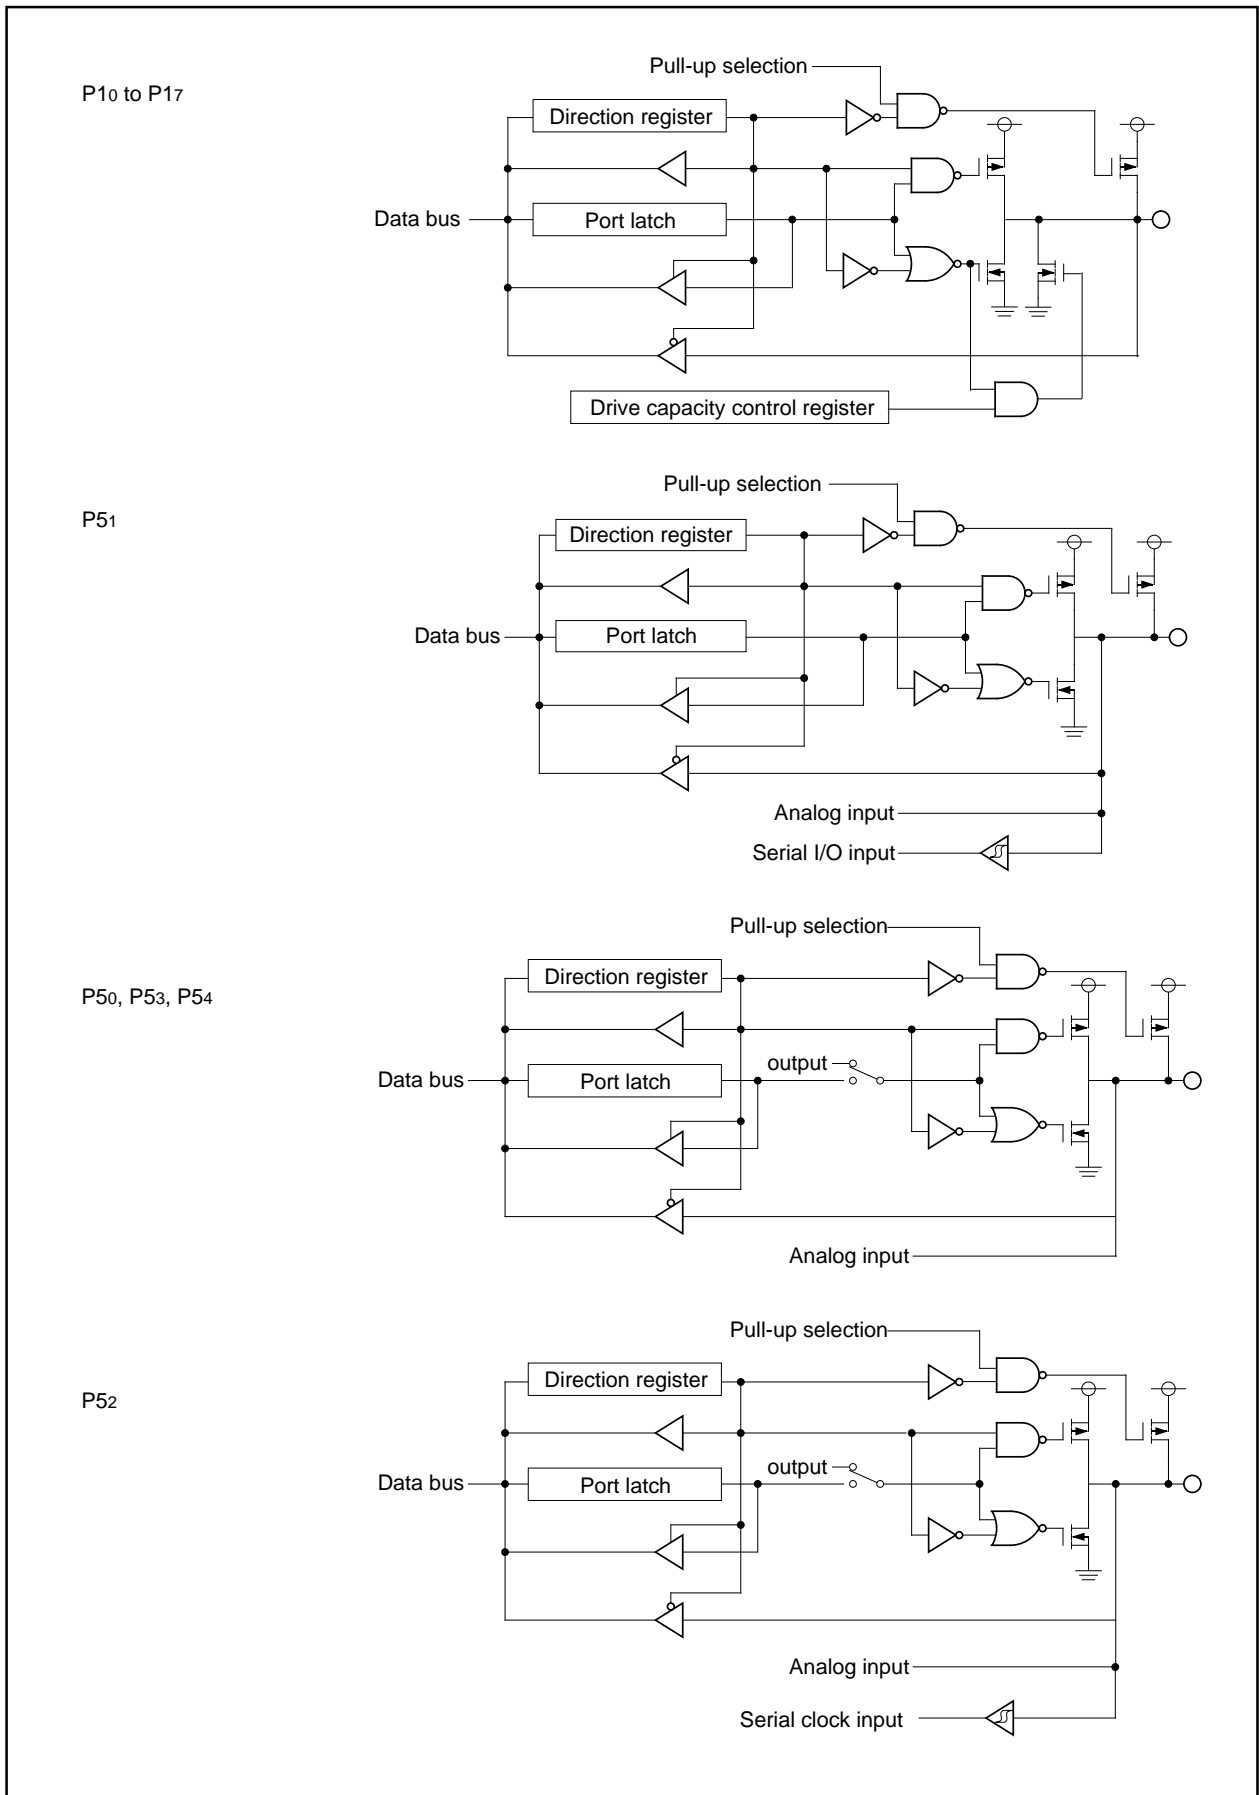 Pull-up selection
P10 to P17
Direction register
Data bus
Port latch
Drive capacity control register
Pull-up selection
P51
Direction register
Data bus
Port latch
Analog input
Serial I/O input
Pull-up selection
Direction register
P50, P53, P54
output
Data bus
Port latch
Analog input
Pull-up selection
Direction register
P52
output
Data bus
Port latch
Analog input
Serial clock input